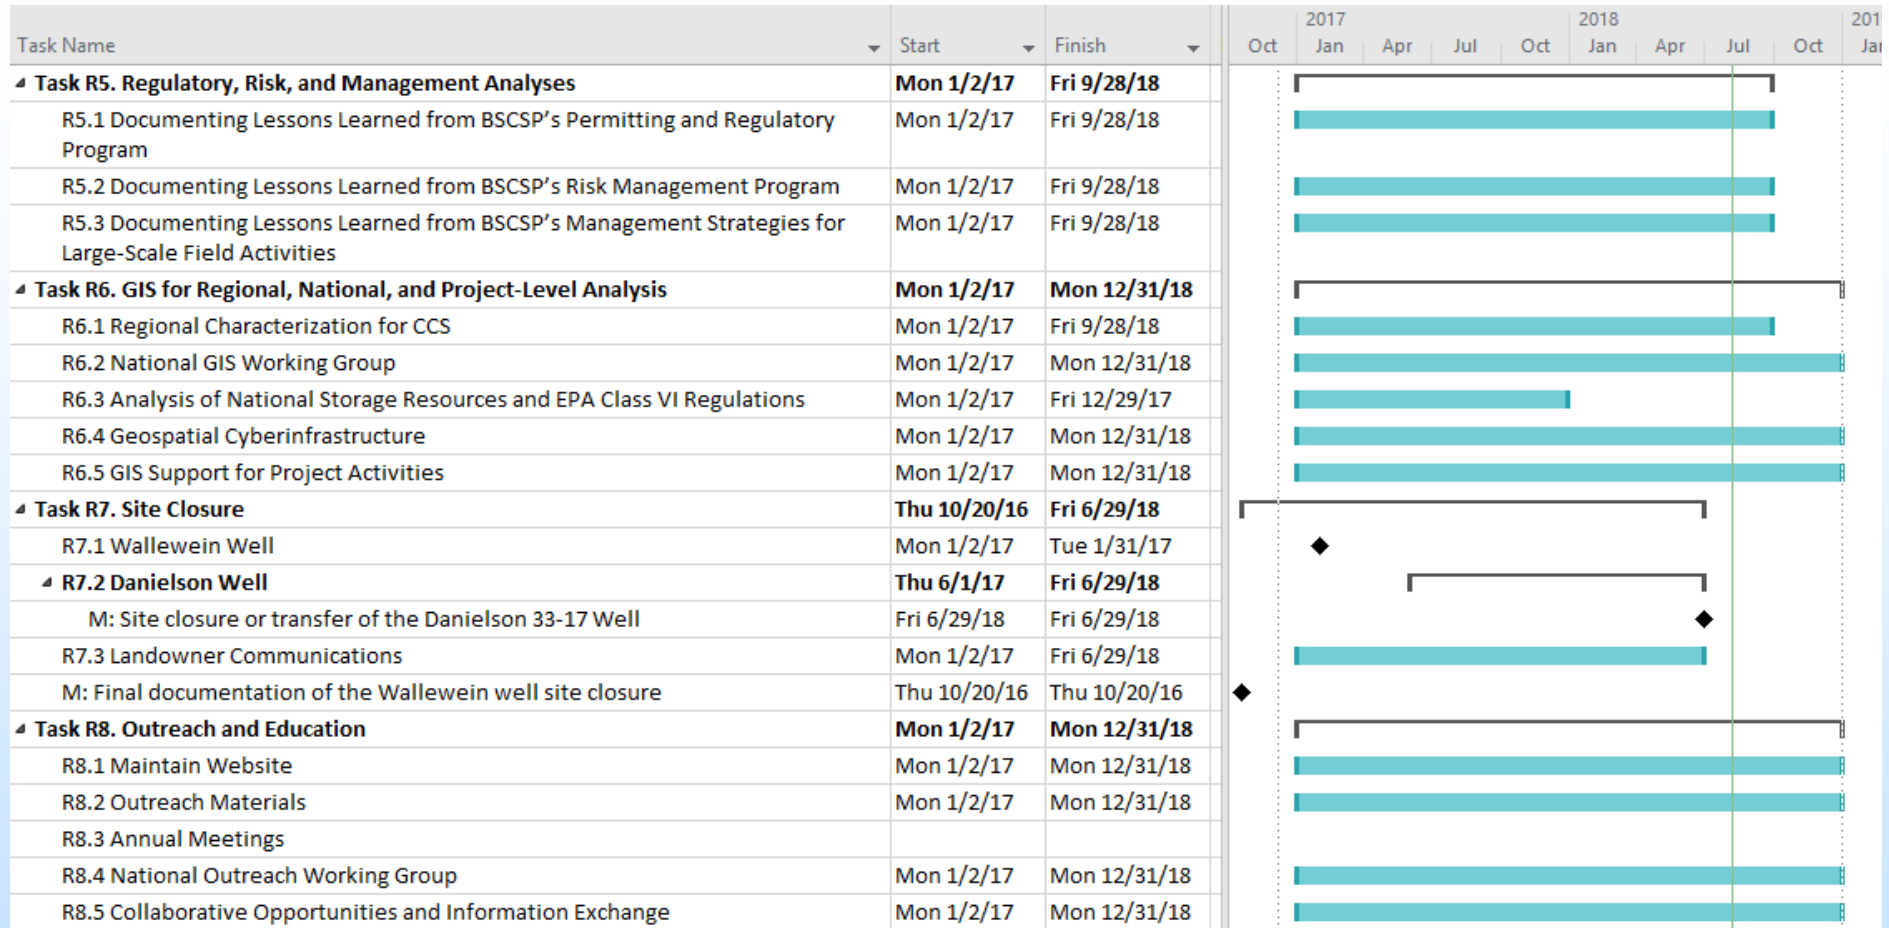 2017 2018 201
Task Name Start Finish Oct Jan Apr Jul Oct Jan Apr Jul Oct Jar
Task R5. Regulatory, Risk, and Management Analyses Mon 1/2/17 Fri 9/28/18
R5.1 Documenting Lessons Learned from BSCSP’s Permitting and Regulatory Mon 1/2/17 Fri 9/28/18
Program
R5.2 Documenting Lessons Learned from BSCSP’s Risk Management Program Mon 1/2/17 Fri 9/28/18
R5.3 Documenting Lessons Learned from BSCSP’s Management Strategies for Mon 1/2/17 Fri 9/28/18
Large-Scale Field Activities
Task R6. GIS for Regional, National, and Project-Level Analysis Mon 1/2/17 Mon 12/31/18
R6.1 Regional Characterization for CCS Mon 1/2/17 Fri 9/28/18
R6.2 National GIS Working Group Mon 1/2/17 Mon 12/31/18
R6.3 Analysis of National Storage Resources and EPA Class VI Regulations Mon 1/2/17 Fri 12/29/17
R6.4 Geospatial Cyberinfrastructure Mon 1/2/17 Mon 12/31/18
R6.5 GIS Support for Project Activities Mon 1/2/17 Mon 12/31/18
Task R7. Site Closure Thu 10/20/16 Fri 6/29/18
R7.1 Wallewein Well Mon 1/2/17 Tue 1/31/17
R7.2 Danielson Well Thu 6/1/17 Fri 6/29/18
M: Site closure or transfer of the Danielson 33-17 Well Fri 6/29/18 Fri 6/29/18
R7.3 Landowner Communications Mon 1/2/17 Fri 6/29/18
M: Final documentation of the Wallewein well site closure Thu 10/20/16 Thu 10/20/16
Task R8. Outreach and Education Mon 1/2/17 Mon 12/31/18
R8.1 Maintain Website Mon 1/2/17 Mon 12/31/18
R8.2 Outreach Materials Mon 1/2/17 Mon 12/31/18
R8.3 Annual Meetings
R8.4 National Outreach Working Group Mon 1/2/17 Mon 12/31/18
R8.5 Collaborative Opportunities and Information Exchange Mon 1/2/17 Mon 12/31/18